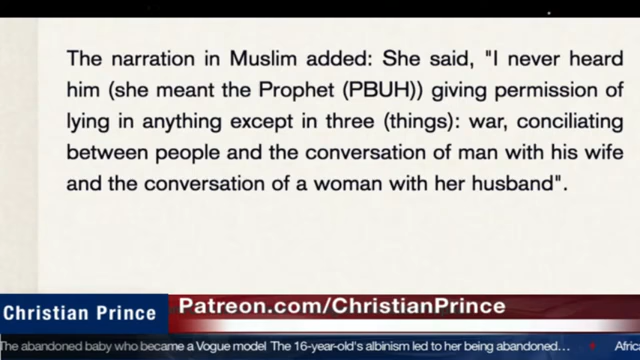 The narration in Muslim added: She said, "I never heard
him (she meant the Prophet (PBUH)) giving permission of
lying in anything except in three (things): war, conciliating
between people and the conversation of man with his wife
and the conversation of a woman with her husband".
Christian Prince
Patreon.com/ChristianPrince
The abandoned baby who became a Vogue model The 16-year-old's albinism led to her being abandoned…
Afric